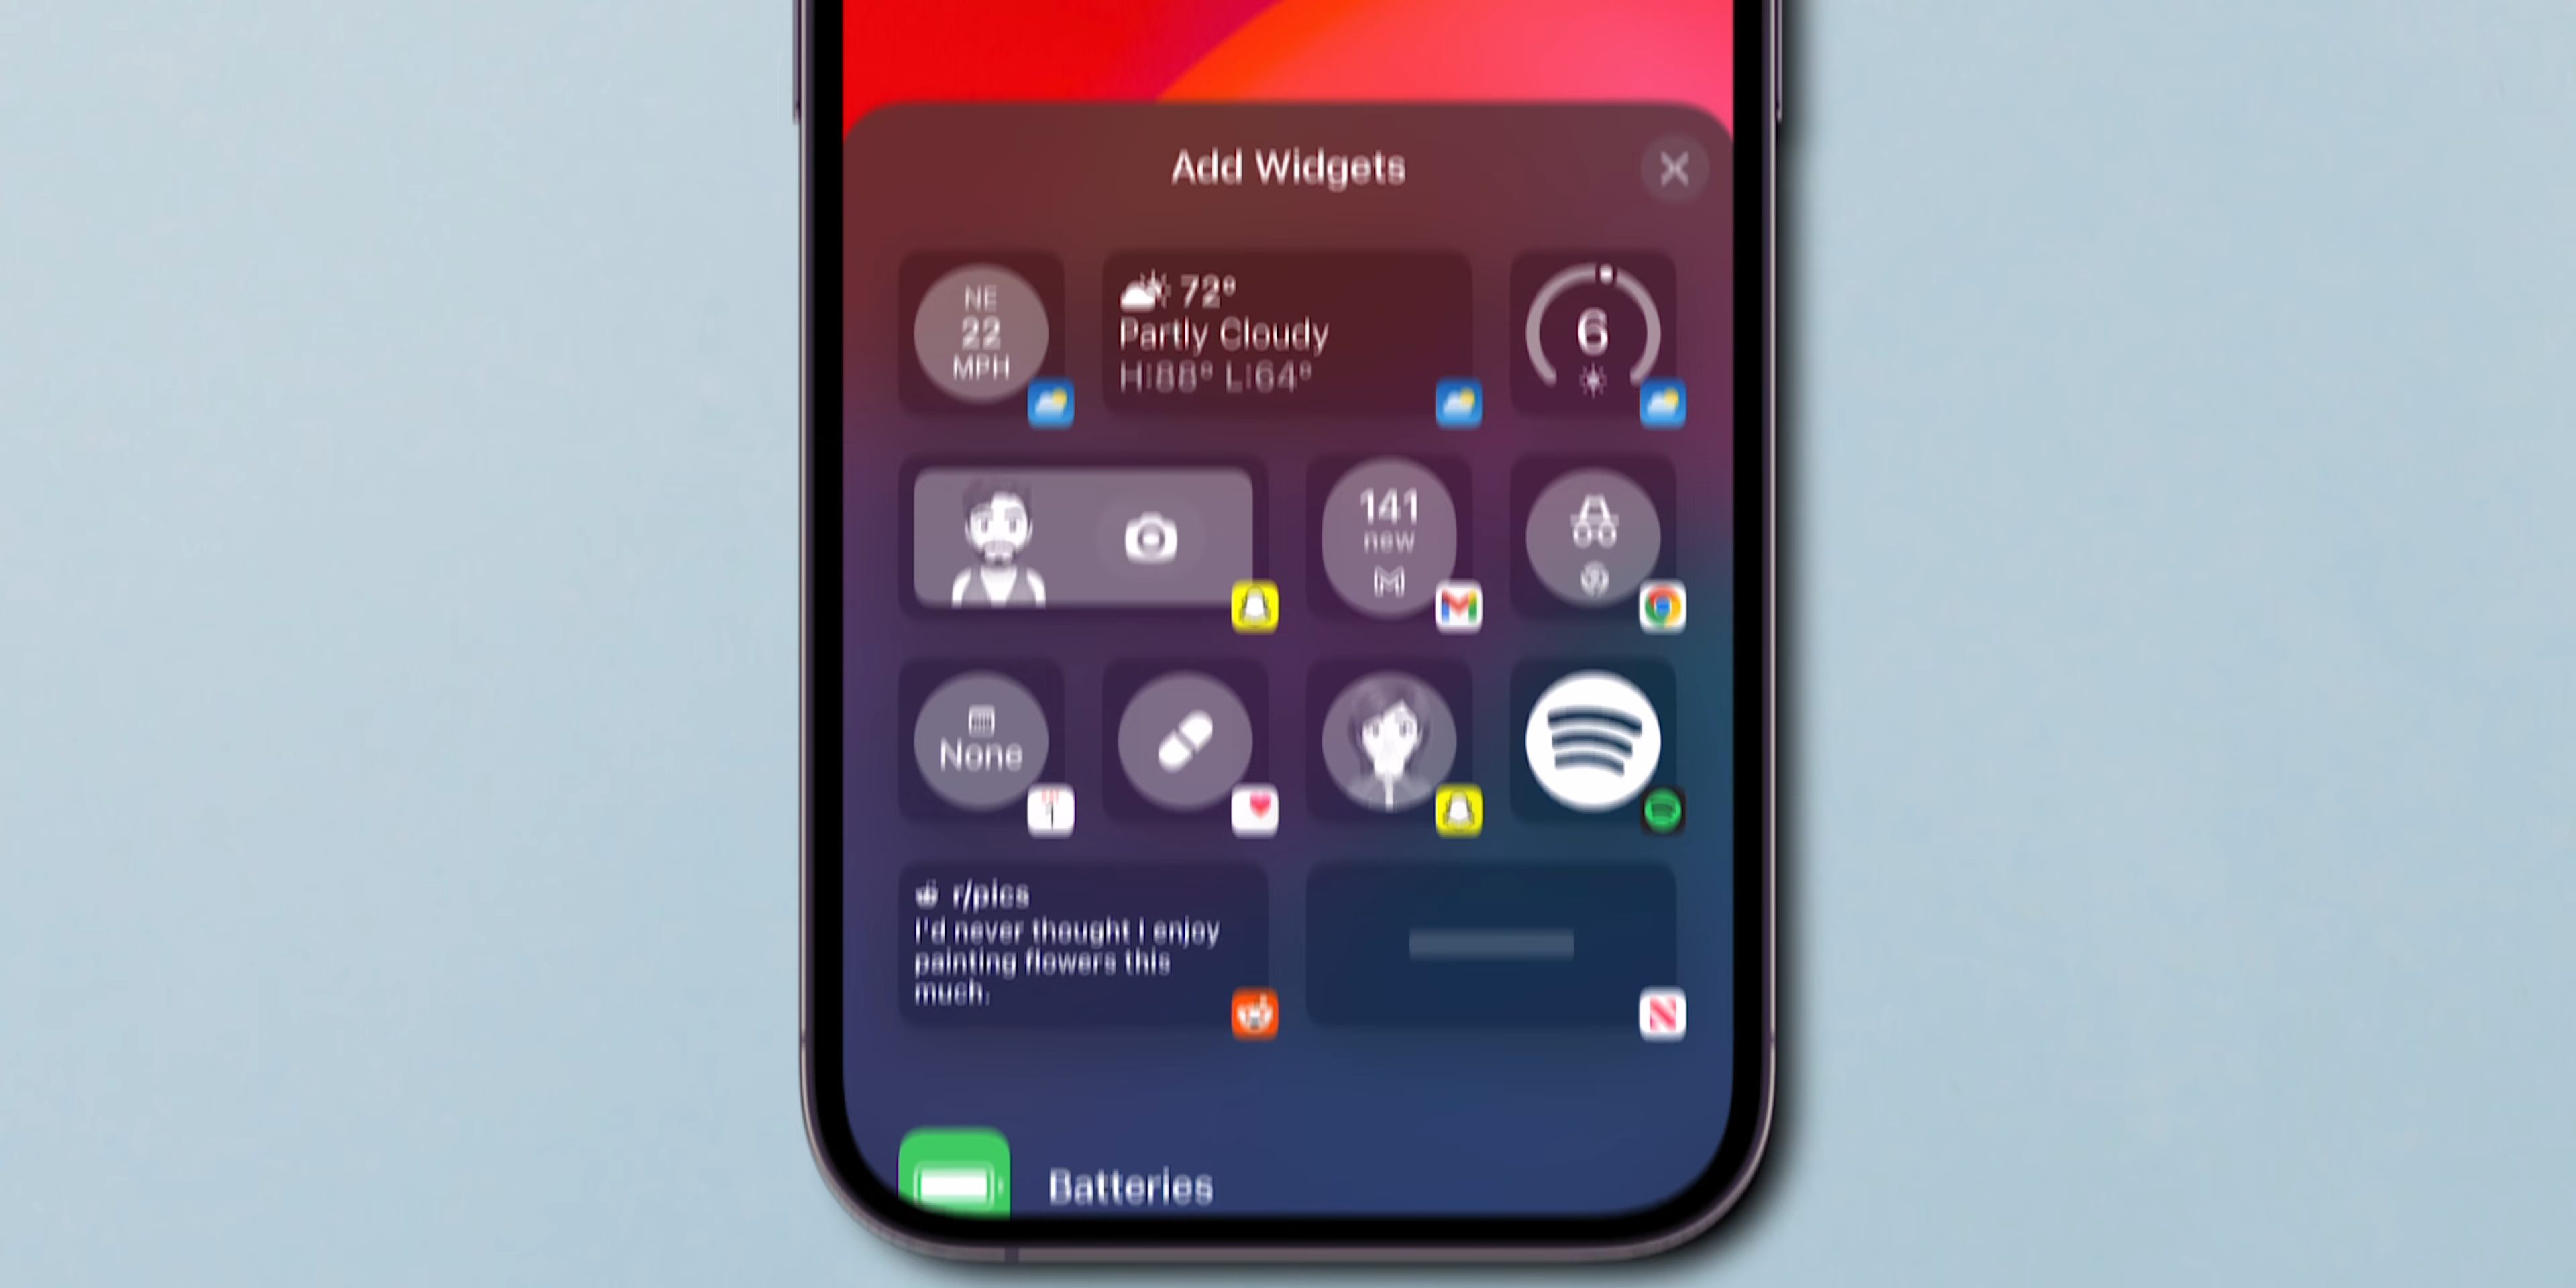 Add Widgets
NE
22
MPH
72°
Partly Cloudy
H:88° L:64°
6
141
new
None
r/pics
I'd never thought I enjoy
painting flowers this
much.
Batteries